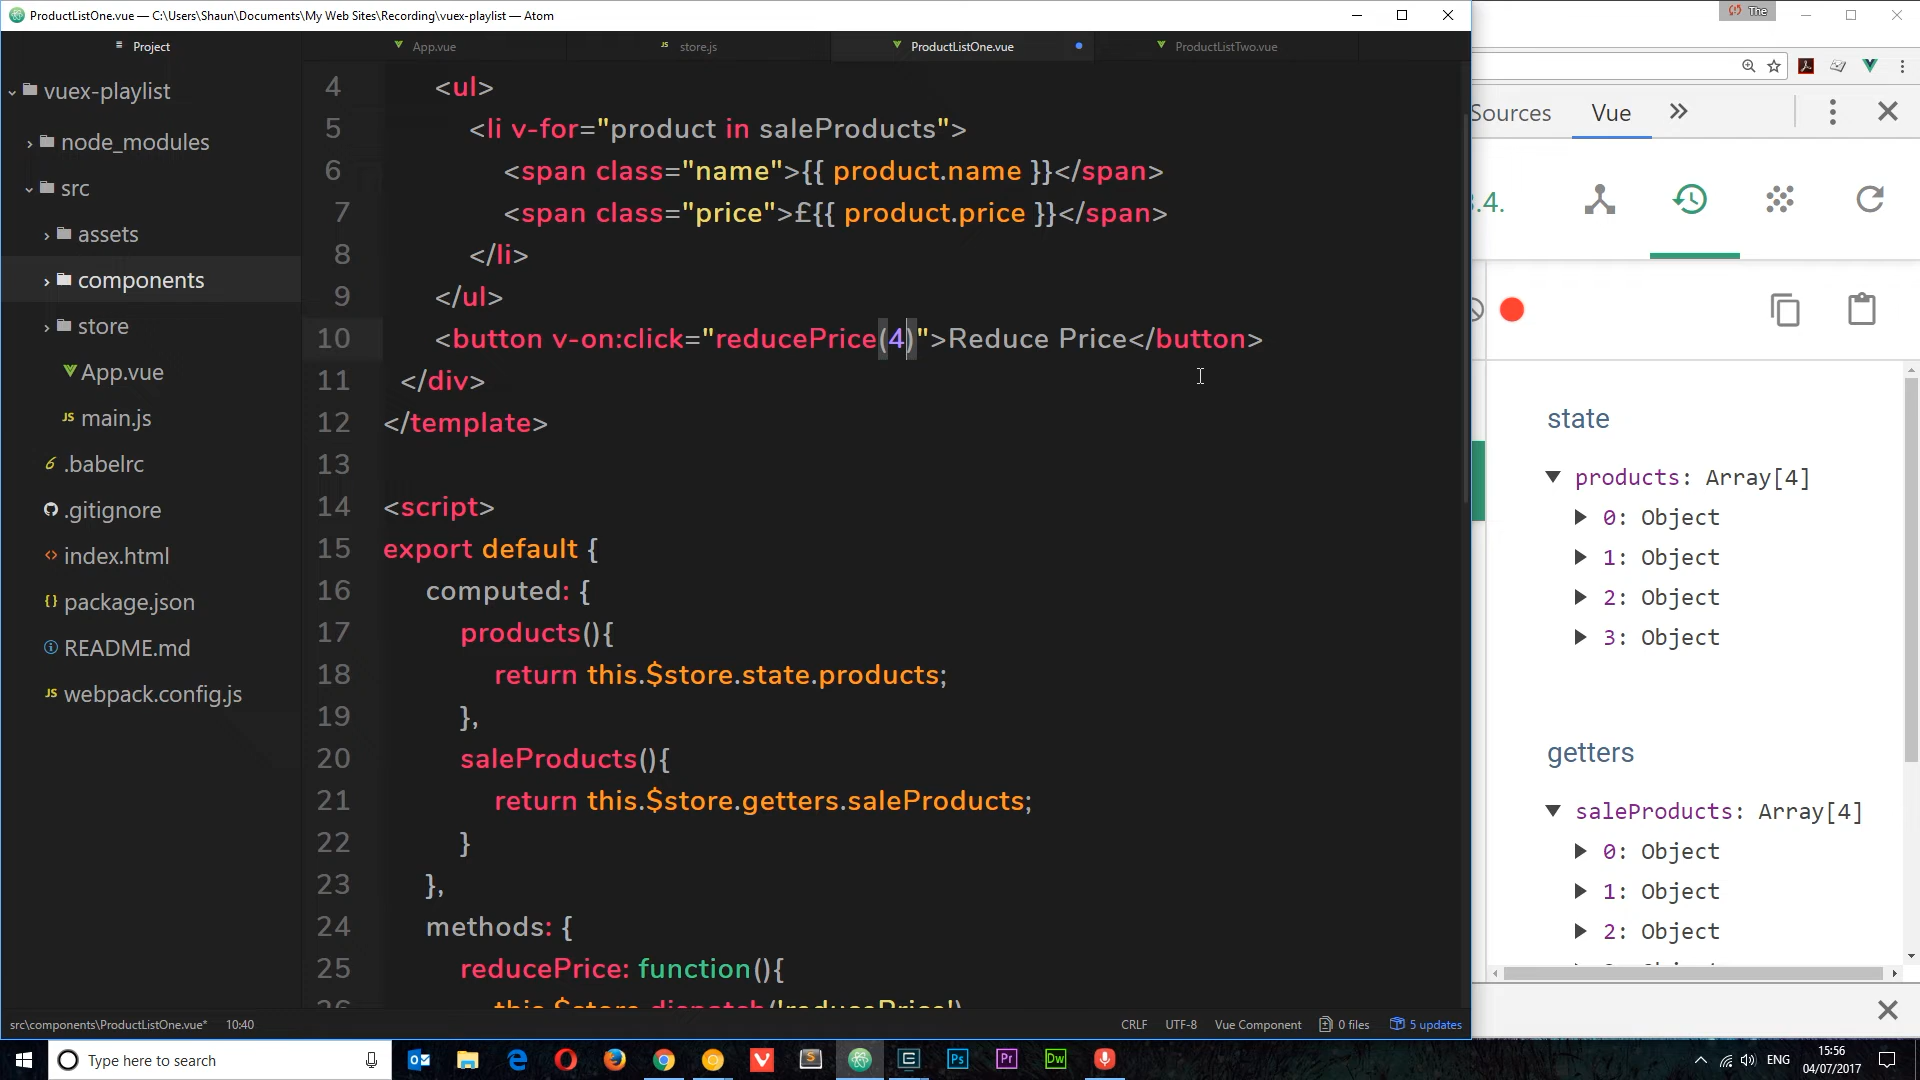 ProductListOne.vue — C:\Users\Shaun\Documents\My Web Sites\Recording\vuex-playlist — Atom
The
Project
App.vue
store.js
ProductListOne.vue
ProductListTwo.vue
vuex-playlist
node_modules
src
assets
components
store
App.vue
main.js
.babelrc
.gitignore
index.html
package.json
README.md
webpack.config.js
4 <ul>
5 <li v-for="product in saleProducts">
6 <span class="name">{{ product.name }}</span>
7 <span class="price">£{{ product.price }}</span>
8 </li>
9 </ul>
10 <button v-on:click="reducePrice(4)">Reduce Price</button>
11 </div>
12 </template>
13
14 <script>
15 export default {
16 computed: {
17 products(){
18 return this.$store.state.products;
19 },
20 saleProducts(){
21 return this.$store.getters.saleProducts;
22 }
23 },
24 methods: {
25 reducePrice: function(){
26 this.$store.dispatch('reducePrice')
Sources
Vue
3.4.
state
products: Array[4]
0: Object
1: Object
2: Object
3: Object
getters
saleProducts: Array[4]
0: Object
1: Object
2: Object
src\components\ProductListOne.vue* 10:40
CRLF UTF-8 Vue Component 0 files 5 updates
Type here to search
ENG
15:56
04/07/2017